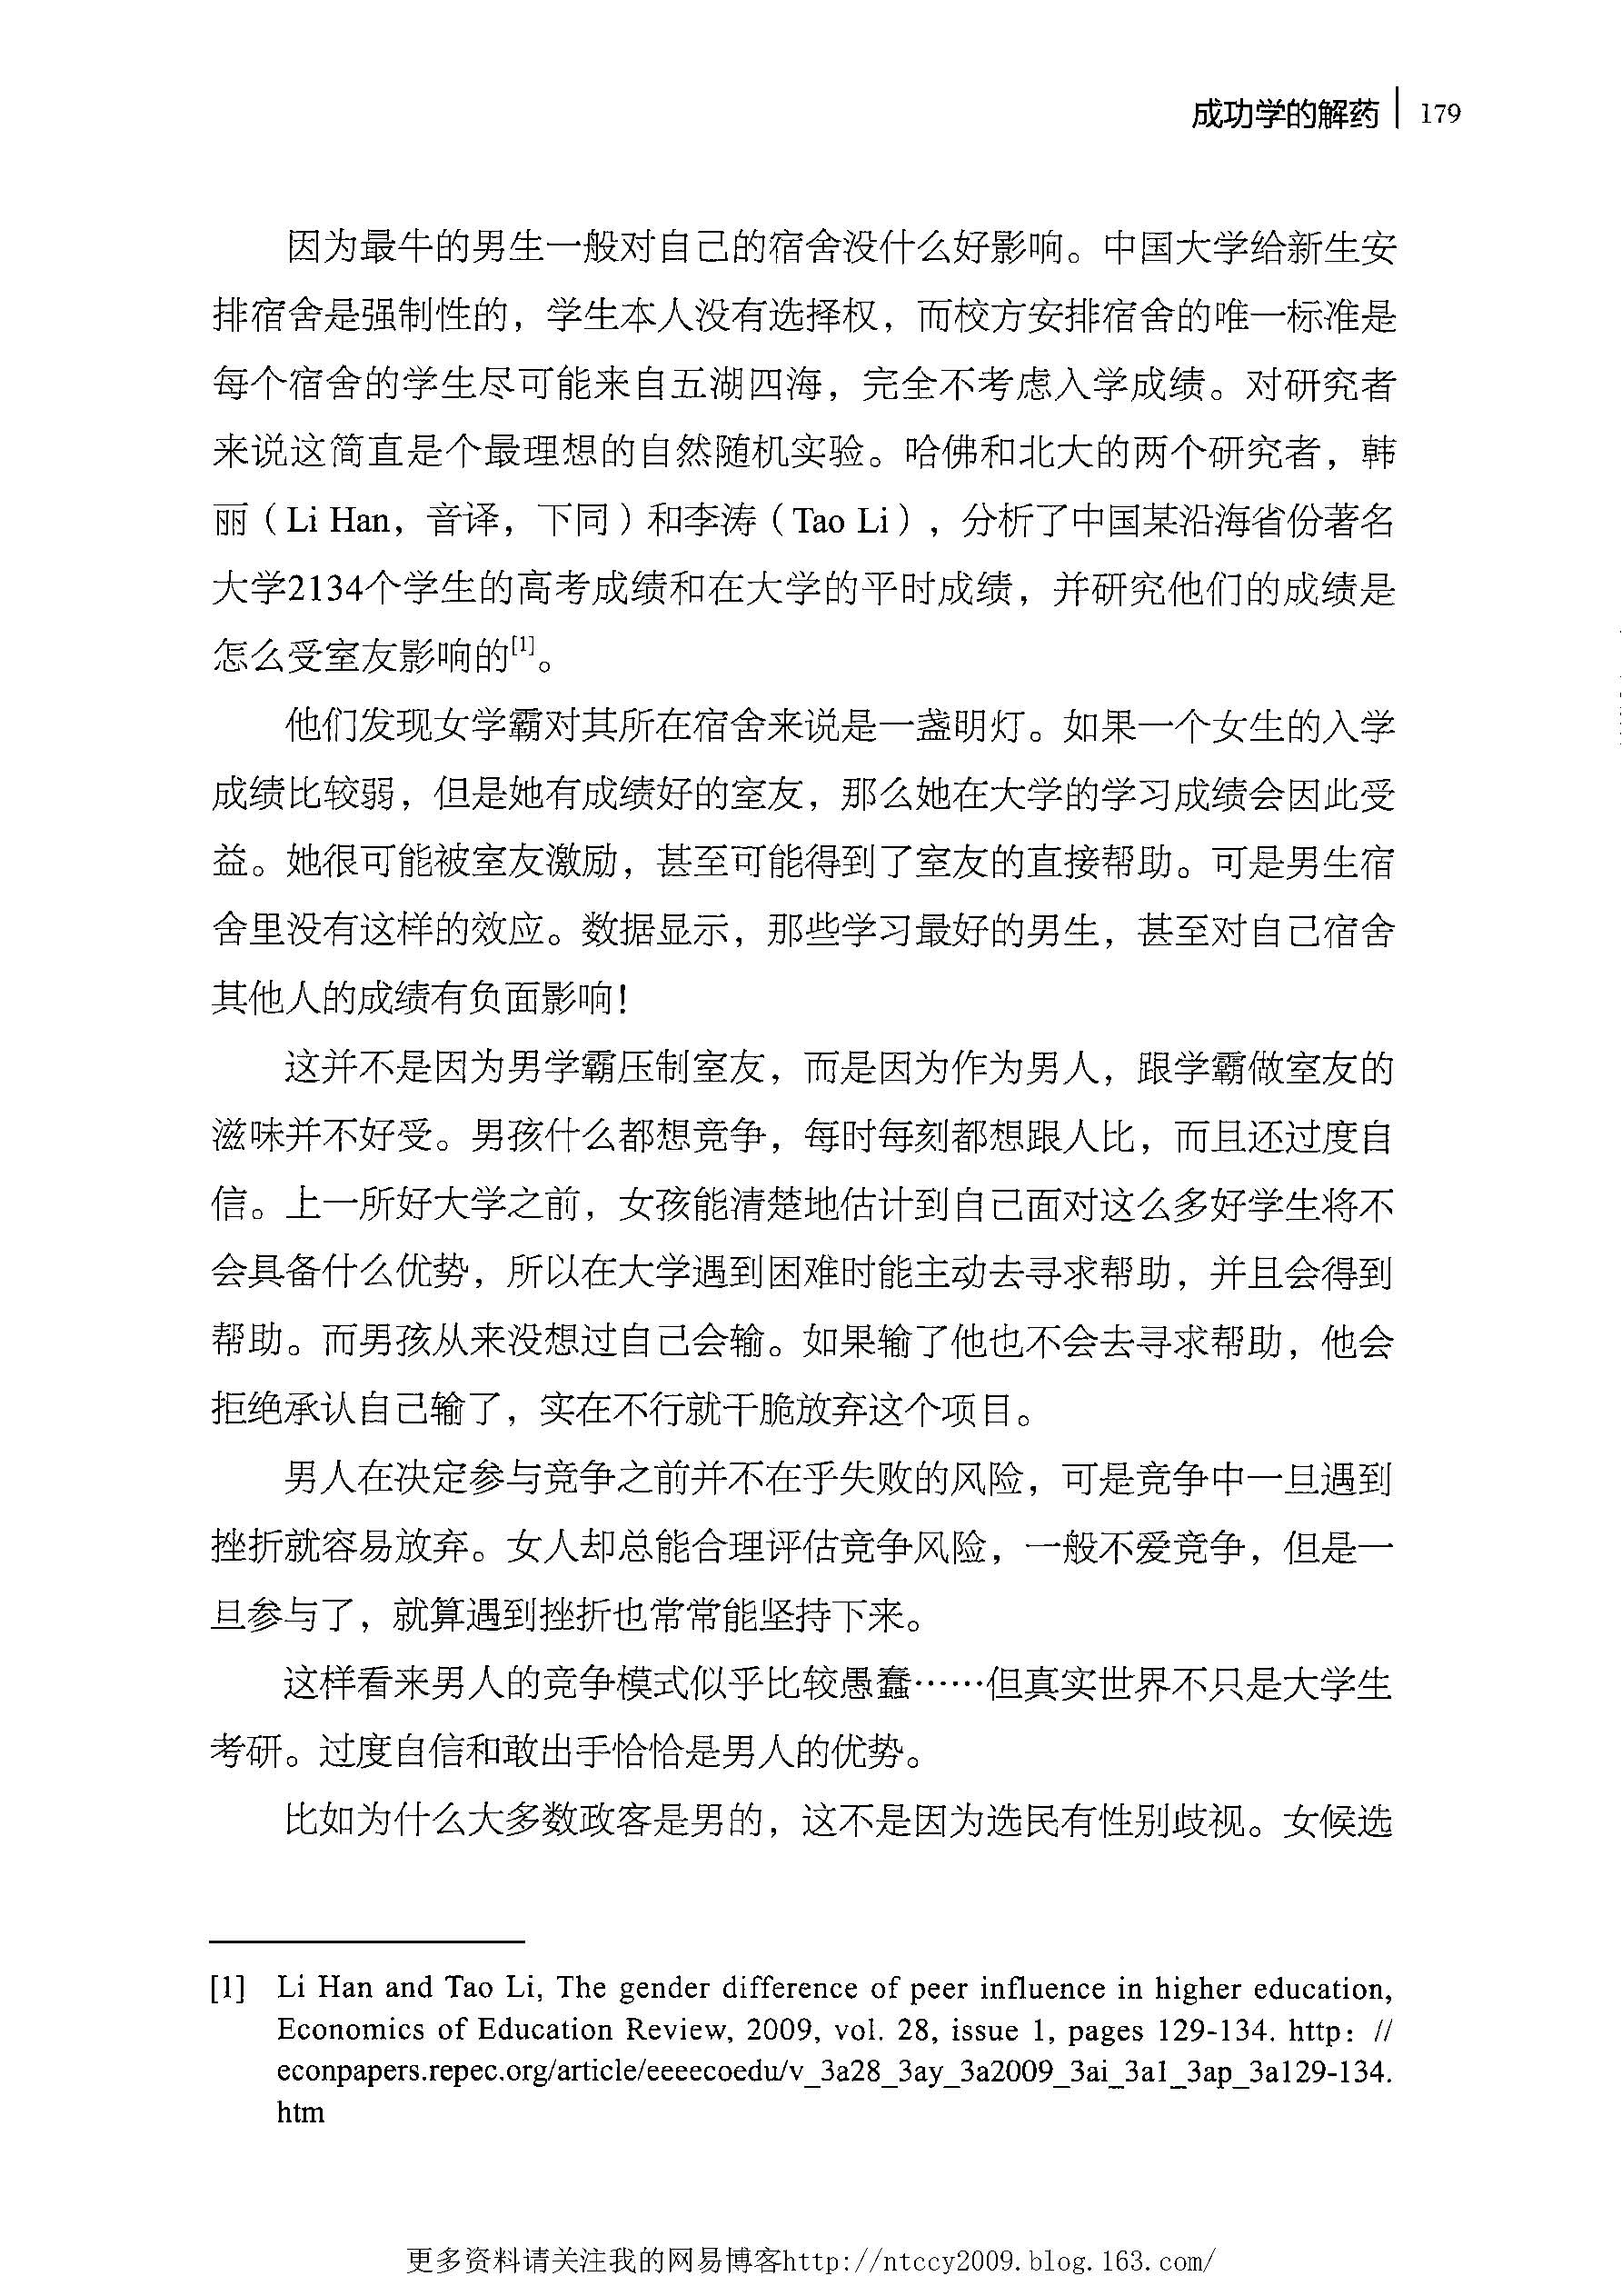 成功学的解药 179
因为最牛的男生一般对自己的宿舍没什么好影响。中国大学给新生安
排宿舍是强制性的，学生本人没有选择权，而校方安排宿舍的唯一标准是
每个宿舍的学生尽可能来自五湖四海，完全不考虑入学成绩。对研究者
来说这简直是个最理想的自然随机实验。哈佛和北大的两个研究者，韩
丽（Li Han，音译，下同）和李涛（Tao Li），分析了中国某沿海省份著名
大学2134个学生的高考成绩和在大学的平时成绩，并研究他们的成绩是
怎么受室友影响的[1]。
他们发现女学霸对其所在宿舍来说是一盏明灯。如果一个女生的入学
成绩比较弱，但是她有成绩好的室友，那么她在大学的学习成绩会因此受
益。她很可能被室友激励，甚至可能得到了室友的直接帮助。可是男生宿
舍里没有这样的效应。数据显示，那些学习最好的男生，甚至对自己宿舍
其他人的成绩有负面影响！
这并不是因为男学霸压制室友，而是因为作为男人，跟学霸做室友的
滋味并不好受。男孩什么都想竞争，每时每刻都想跟人比，而且还过度自
信。上一所好大学之前，女孩能清楚地估计到自己面对这么多好学生将不
会具备什么优势，所以在大学遇到困难时能主动去寻求帮助，并且会得到
帮助。而男孩从来没想过自己会输。如果输了他也不会去寻求帮助，他会
拒绝承认自己输了，实在不行就干脆放弃这个项目。
男人在决定参与竞争之前并不在乎失败的风险，可是竞争中一旦遇到
挫折就容易放弃。女人却总能合理评估竞争风险，一般不爱竞争，但是一
旦参与了，就算遇到挫折也常常能坚持下来。
这样看来男人的竞争模式似乎比较愚蠢……但真实世界不只是大学生
考研。过度自信和敢出手恰恰是男人的优势。
比如为什么大多数政客是男的，这不是因为选民有性别歧视。女候选
[1] Li Han and Tao Li, The gender difference of peer influence in higher education,
Economics of Education Review, 2009, vol. 28, issue 1, pages 129-134. http：//
econpapers.repec.org/article/eeeecoedu/v_3a28_3ay_3a2009_3ai_3a1_3ap_3a129-134.
htm
更多资料请关注我的网易博客http://ntccy2009.blog.163.com/